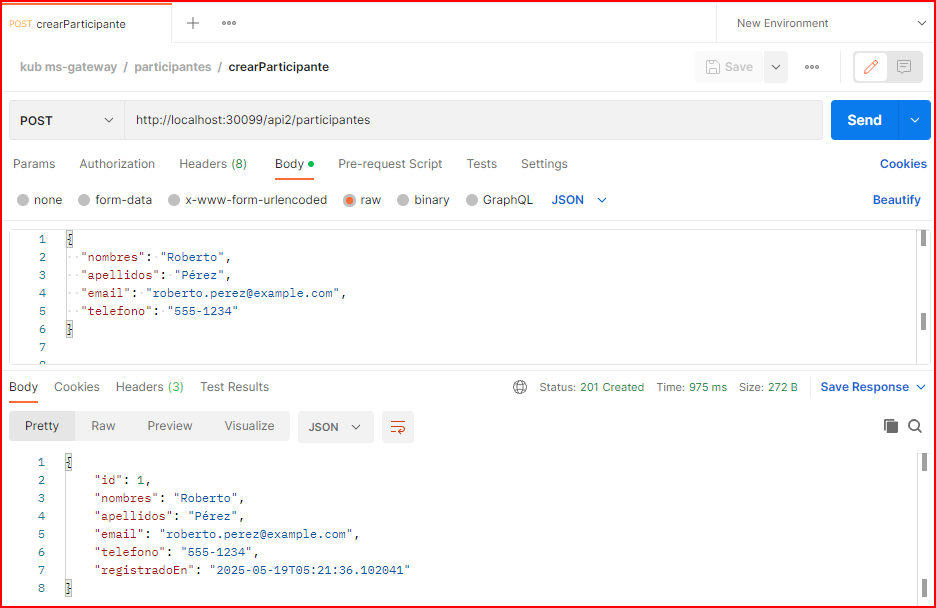 POST crearParticipante
New Environment
kub ms-gateway / participantes / crearParticipante
Save
POST http://localhost:30099/api2/participantes Send
Params Authorization Headers (8) Body Pre-request Script Tests Settings Cookies
none form-data x-www-form-urlencoded raw binary GraphQL JSON Beautify
1 {
2 "nombres": "Roberto",
3 "apellidos": "Pérez",
4 "email": "roberto.perez@example.com",
5 "telefono": "555-1234"
6 }
7
8
Body Cookies Headers (3) Test Results Status: 201 Created Time: 975 ms Size: 272 B Save Response
Pretty Raw Preview Visualize JSON
1 {
2 "id": 1,
3 "nombres": "Roberto",
4 "apellidos": "Pérez",
5 "email": "roberto.perez@example.com",
6 "telefono": "555-1234",
7 "registradoEn": "2025-05-19T05:21:36.102041"
8 }